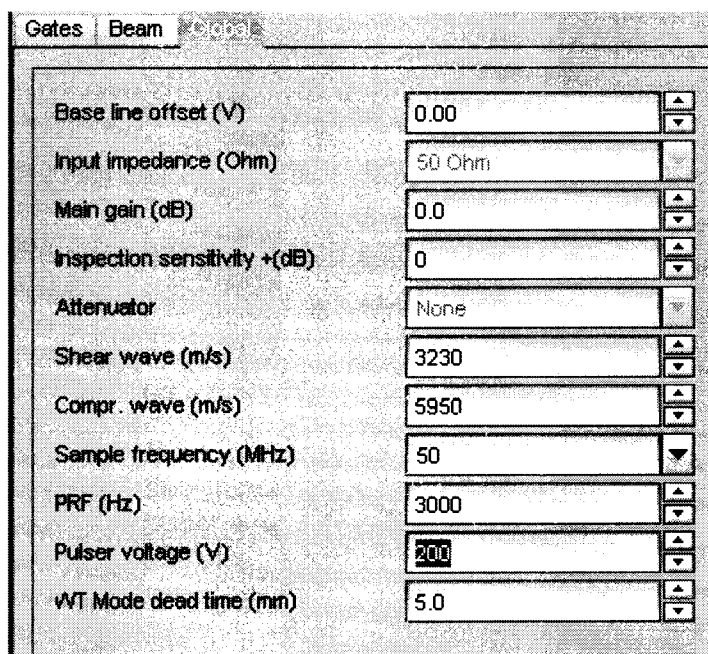 Gates Beam Global
Base line offset (V) 0.00
Input impedance (Ohm) 50 Ohm
Main gain (dB) 0.0
Inspection sensitivity +(dB) 0
Attenuator None
Shear wave (m/s) 3230
Compr. wave (m/s) 5950
Sample frequency (MHz) 50
PRF (Hz) 3000
Pulser voltage (V) 200
WT Mode dead time (mm) 5.0